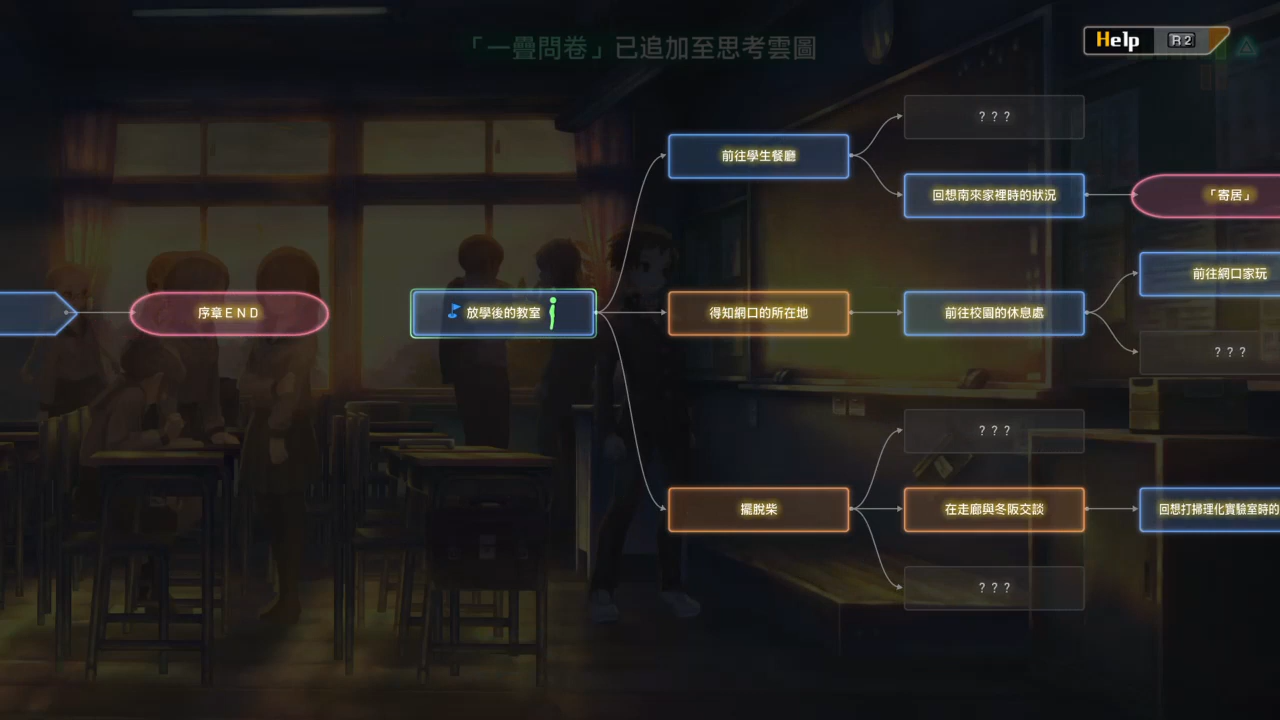 「一疊問卷」已追加至思考雲圖
Help R2
？？？
前往學生餐廳
回想南來家裡時的狀況
「寄居」
前往網口家玩
序章ＥＮＤ
放學後的教室
得知網口的所在地
前往校園的休息處
？？？
？？？
擺脫柴
在走廊與冬阪交談
回想打掃理化實驗室時的
？？？